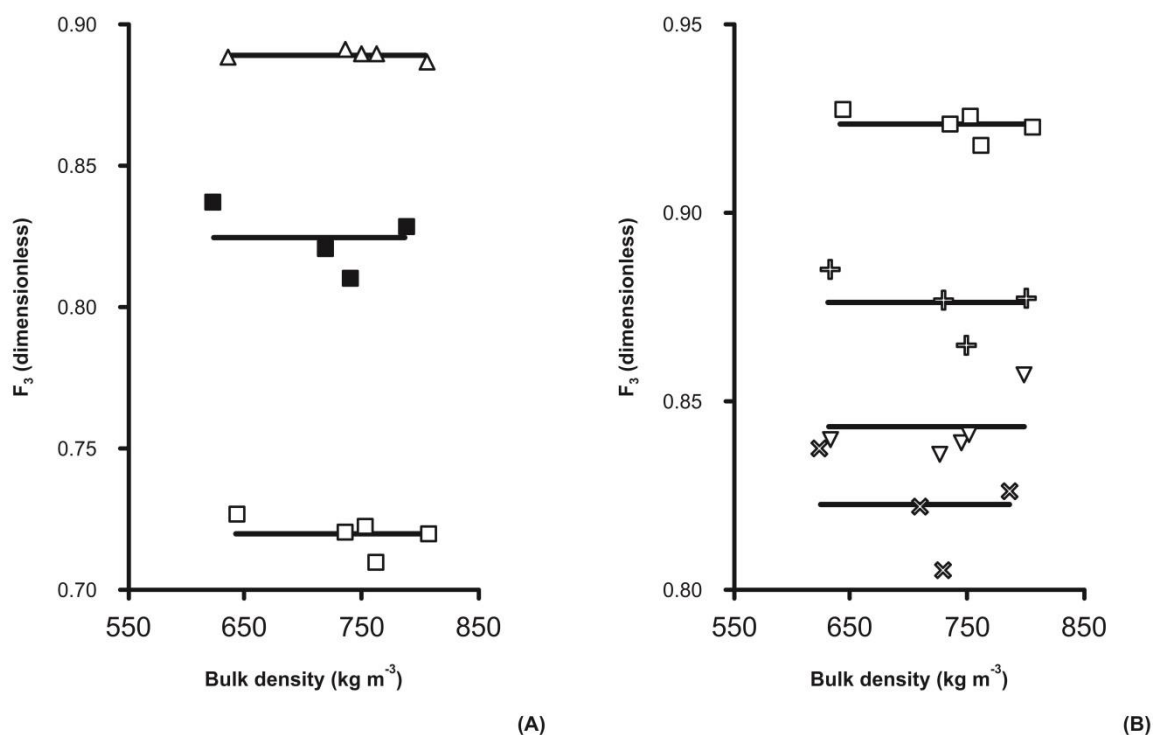 0.90
0.85
0.80
0.75
0.70
F3 (dimensionless)
550 650 750 850
Bulk density (kg m-3)
(A)
0.95
0.90
0.85
0.80
F3 (dimensionless)
550 650 750 850
Bulk density (kg m-3)
(B)